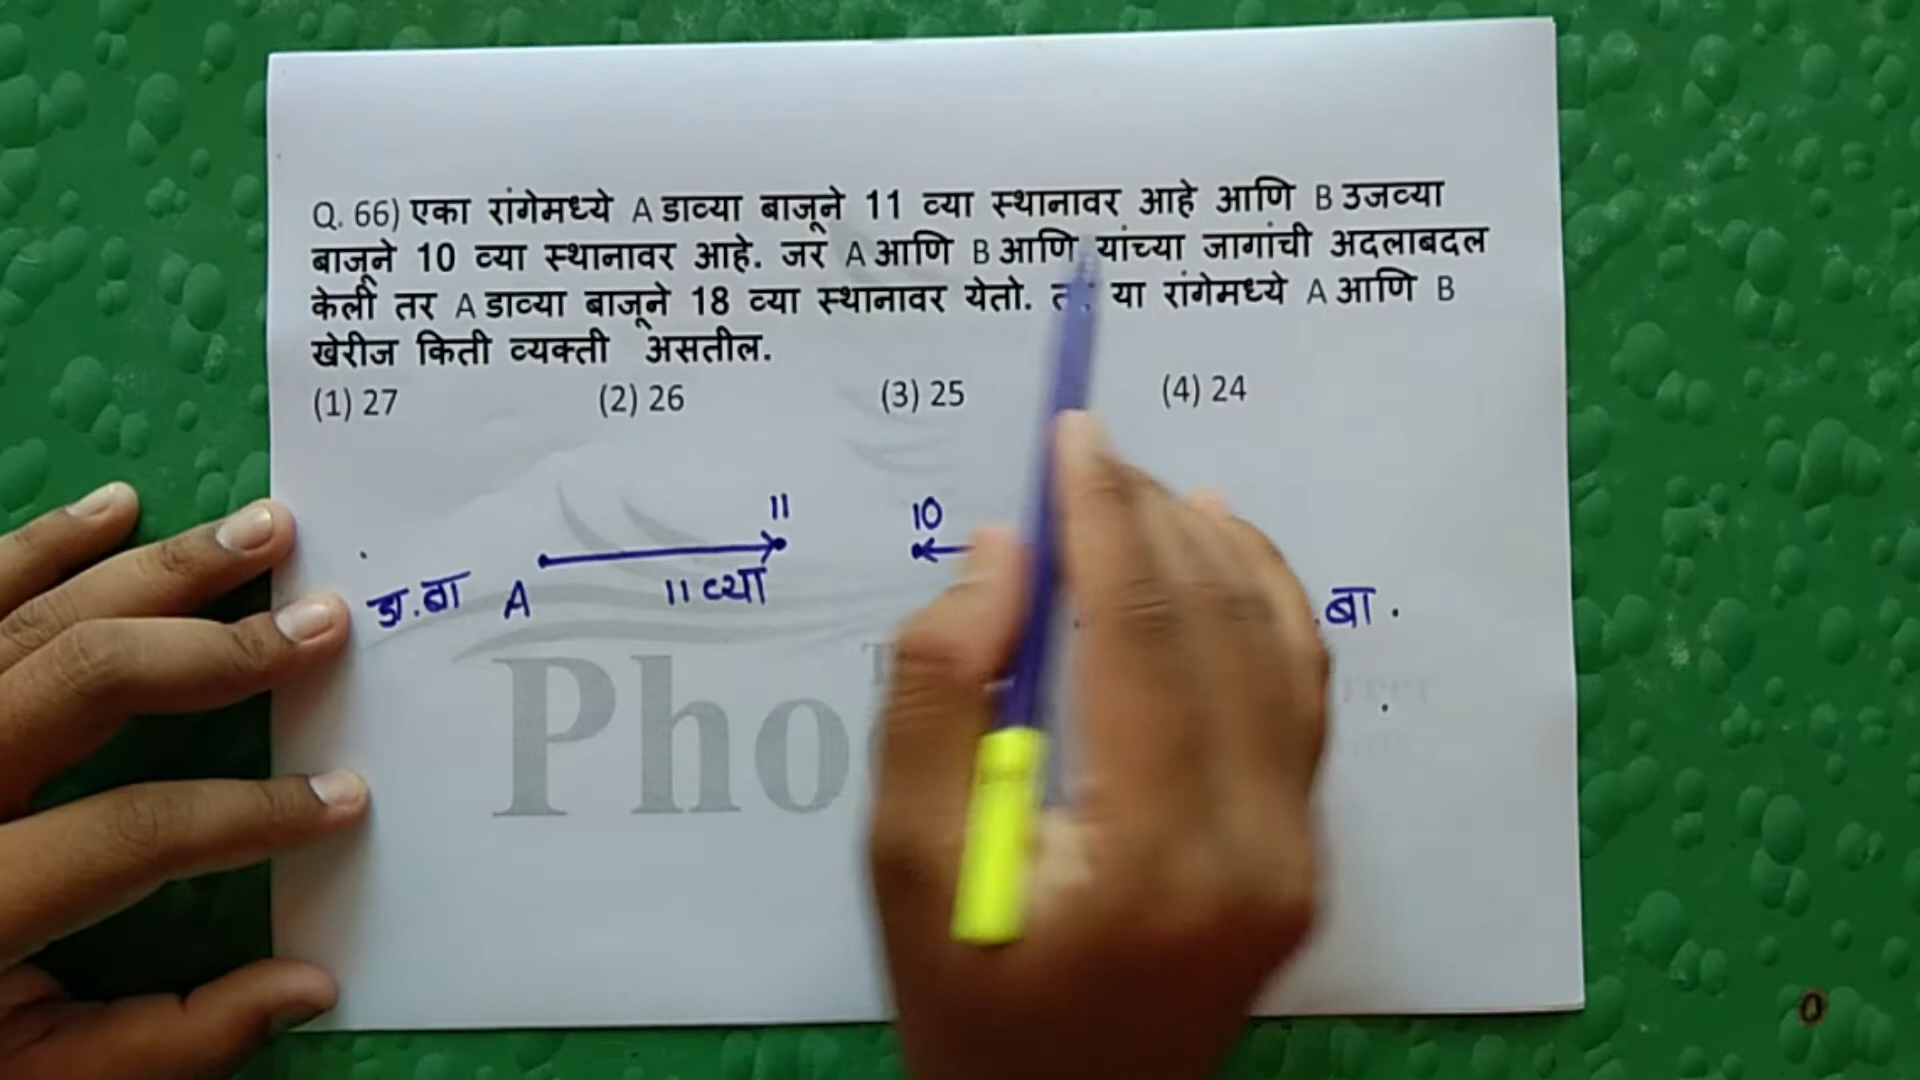 Q. 66) एका रांगेमध्ये A डाव्या बाजूने 11 व्या स्थानावर आहे आणि B उजव्या
बाजूने 10 व्या स्थानावर आहे. जर A आणि B आणि यांच्या जागांची अदलाबदल
केली तर A डाव्या बाजूने 18 व्या स्थानावर येतो. या रांगेमध्ये A आणि B
खेरीज किती व्यक्ती असतील.
(1) 27 (2) 26 (3) 25 (4) 24
11 10
डा.बा A 11 व्या .बा.
Pho